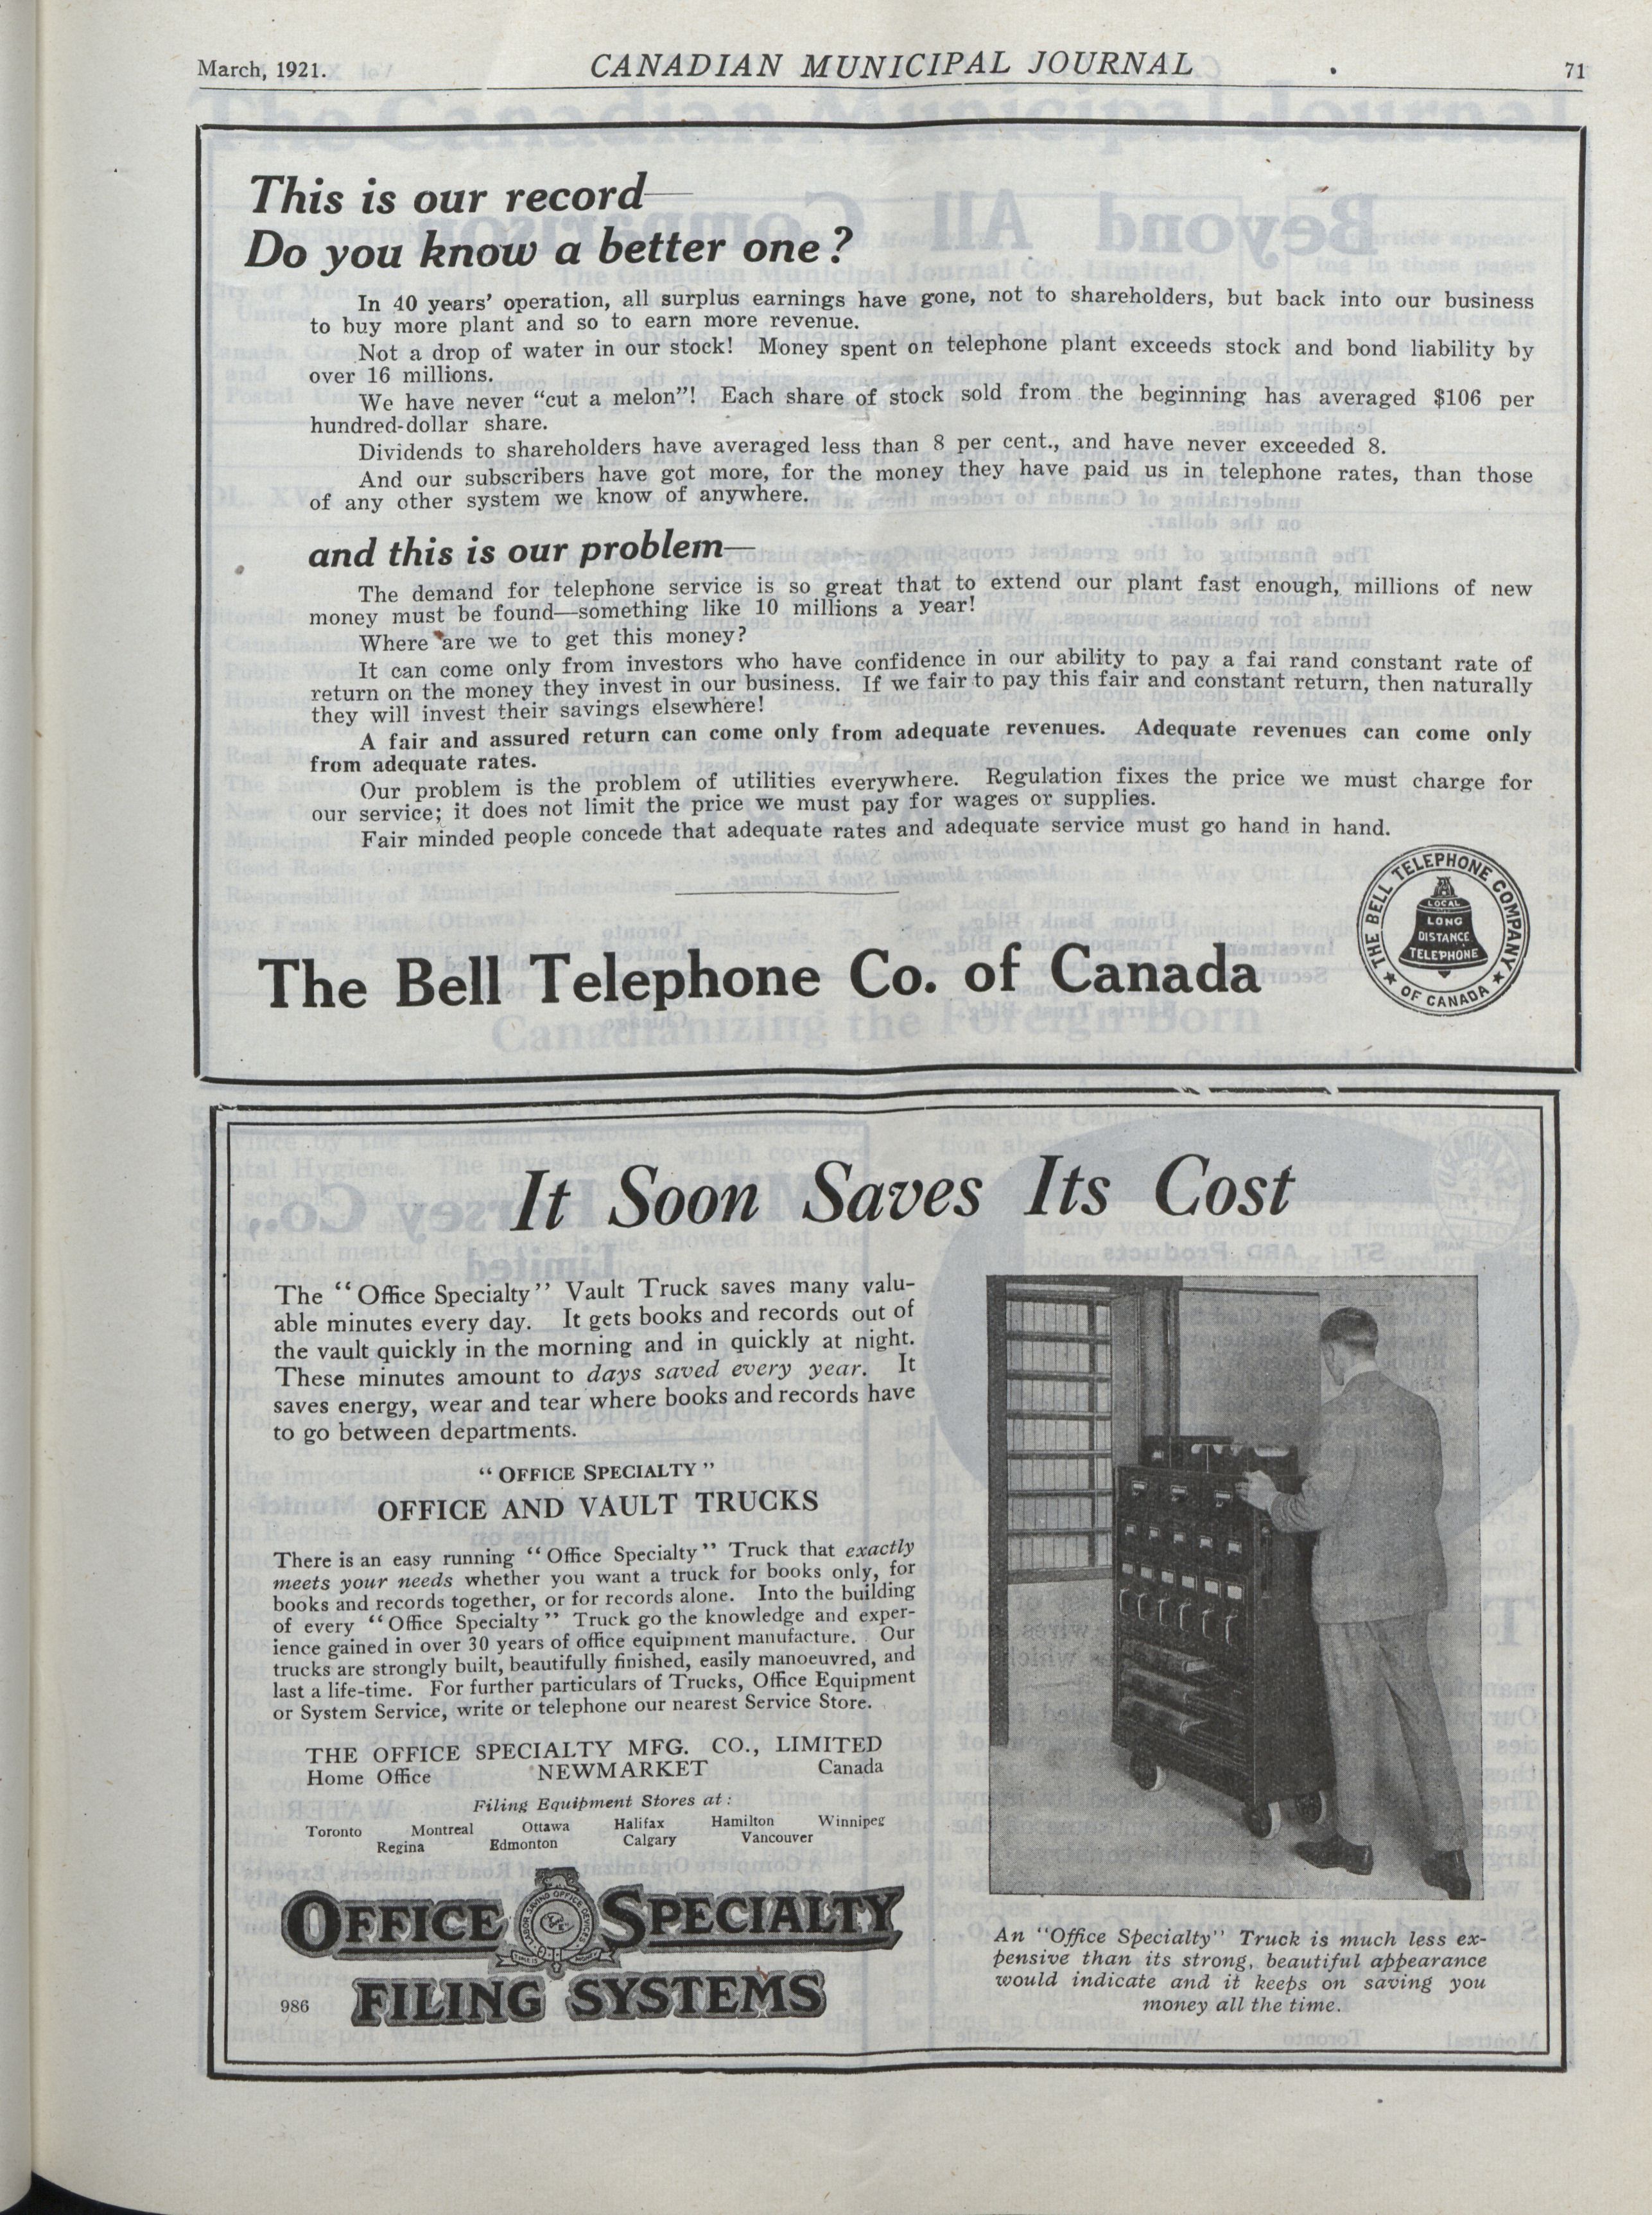 March, 1921.
CANADIAN MUNICIPAL JOURNAL
71
This is our record—
Do you know a better one?
In 40 years' operation, all surplus earnings have gone, not to shareholders, but back into our business
to buy more plant and so to earn more revenue.
Not a drop of water in our stock! Money spent on telephone plant exceeds stock and bond liability by
over 16 millions.
We have never "cut a melon"! Each share of stock sold from the beginning has averaged $106 per
hundred-dollar share.
Dividends to shareholders have averaged less than 8 per cent., and have never exceeded 8.
And our subscribers have got more, for the money they have paid us in telephone rates, than those
of any other system we know of anywhere.
and this is our problem—
The demand for telephone service is so great that to extend our plant fast enough, millions of new
money must be found—something like 10 millions a year!
Where are we to get this money?
It can come only from investors who have confidence in our ability to pay a fai rand constant rate of
return on the money they invest in our business. If we fair to pay this fair and constant return, then naturally
they will invest their savings elsewhere!
A fair and assured return can come only from adequate revenues. Adequate revenues can come only
from adequate rates.
Our problem is the problem of utilities everywhere. Regulation fixes the price we must charge for
our service; it does not limit the price we must pay for wages or supplies.
Fair minded people concede that adequate rates and adequate service must go hand in hand.
The Bell Telephone Co. of Canada
THE BELL TELEPHONE COMPANY
OF CANADA
LOCAL
LONG
DISTANCE
TELEPHONE
It Soon Saves Its Cost
The "Office Specialty" Vault Truck saves many valu-
able minutes every day. It gets books and records out of
the vault quickly in the morning and in quickly at night.
These minutes amount to days saved every year. It
saves energy, wear and tear where books and records have
to go between departments.
"OFFICE SPECIALTY"
OFFICE AND VAULT TRUCKS
There is an easy running "Office Specialty" Truck that exactly
meets your needs whether you want a truck for books only, for
books and records together, or for records alone. Into the building
of every "Office Specialty" Truck go the knowledge and exper-
ience gained in over 30 years of office equipment manufacture. Our
trucks are strongly built, beautifully finished, easily manoeuvred, and
last a life-time. For further particulars of Trucks, Office Equipment
or System Service, write or telephone our nearest Service Store.
THE OFFICE SPECIALTY MFG. CO., LIMITED
Home Office NEWMARKET Canada
Filing Equipment Stores at:
Toronto Montreal Ottawa Halifax Hamilton Winnipeg
Regina Edmonton Calgary Vancouver
OFFICE SPECIALTY
LABOR SAVING OFFICE DEVICES
FILING SYSTEMS
986
An "Office Specialty" Truck is much less ex-
pensive than its strong, beautiful appearance
would indicate and it keeps on saving you
money all the time.